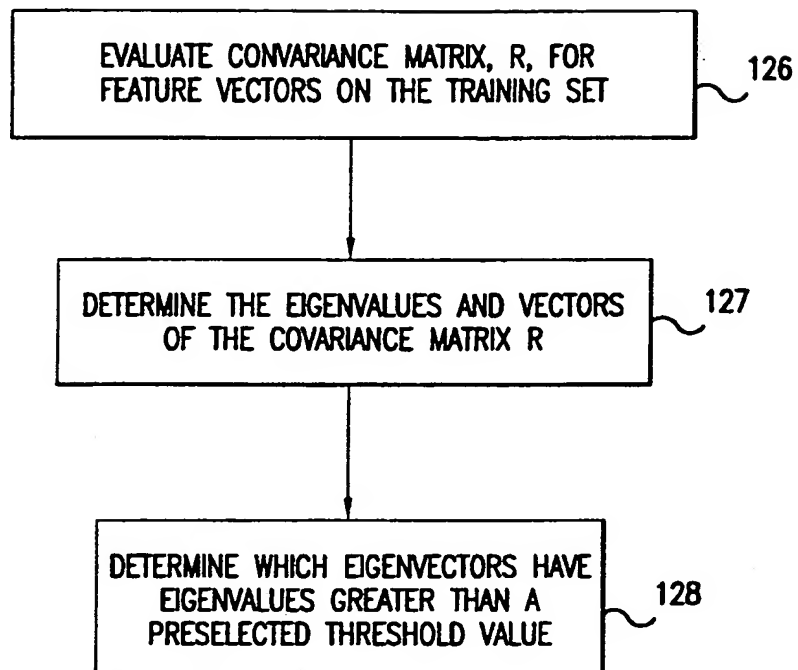 EVALUATE CONVARIANCE MATRIX, R, FOR
FEATURE VECTORS ON THE TRAINING SET
126
DETERMINE THE EIGENVALUES AND VECTORS
OF THE COVARIANCE MATRIX R
127
DETERMINE WHICH EIGENVECTORS HAVE
EIGENVALUES GREATER THAN A
PRESELECTED THRESHOLD VALUE
128